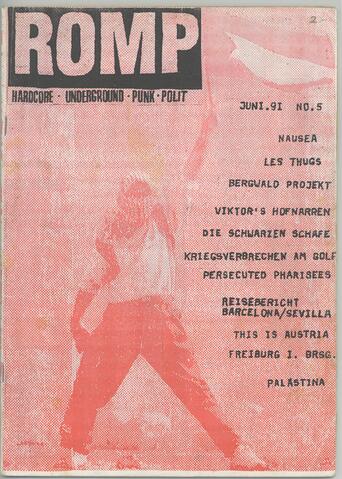 2
ROMP
HARDCORE · UNDERGROUND · PUNK · POLIT
JUNI.91 NO.5
NAUSEA
LES THUGS
BERGWALD PROJEKT
VIKTOR'S HOFNARREN
DIE SCHWARZEN SCHAFE
KRIEGSVERBRECHEN AM GOLF
PERSECUTED PHARISEES
REISEBERICHT
BARCELONA/SEVILLA
THIS IS AUSTRIA
FREIBURG I. BRSG.
PALÄSTINA